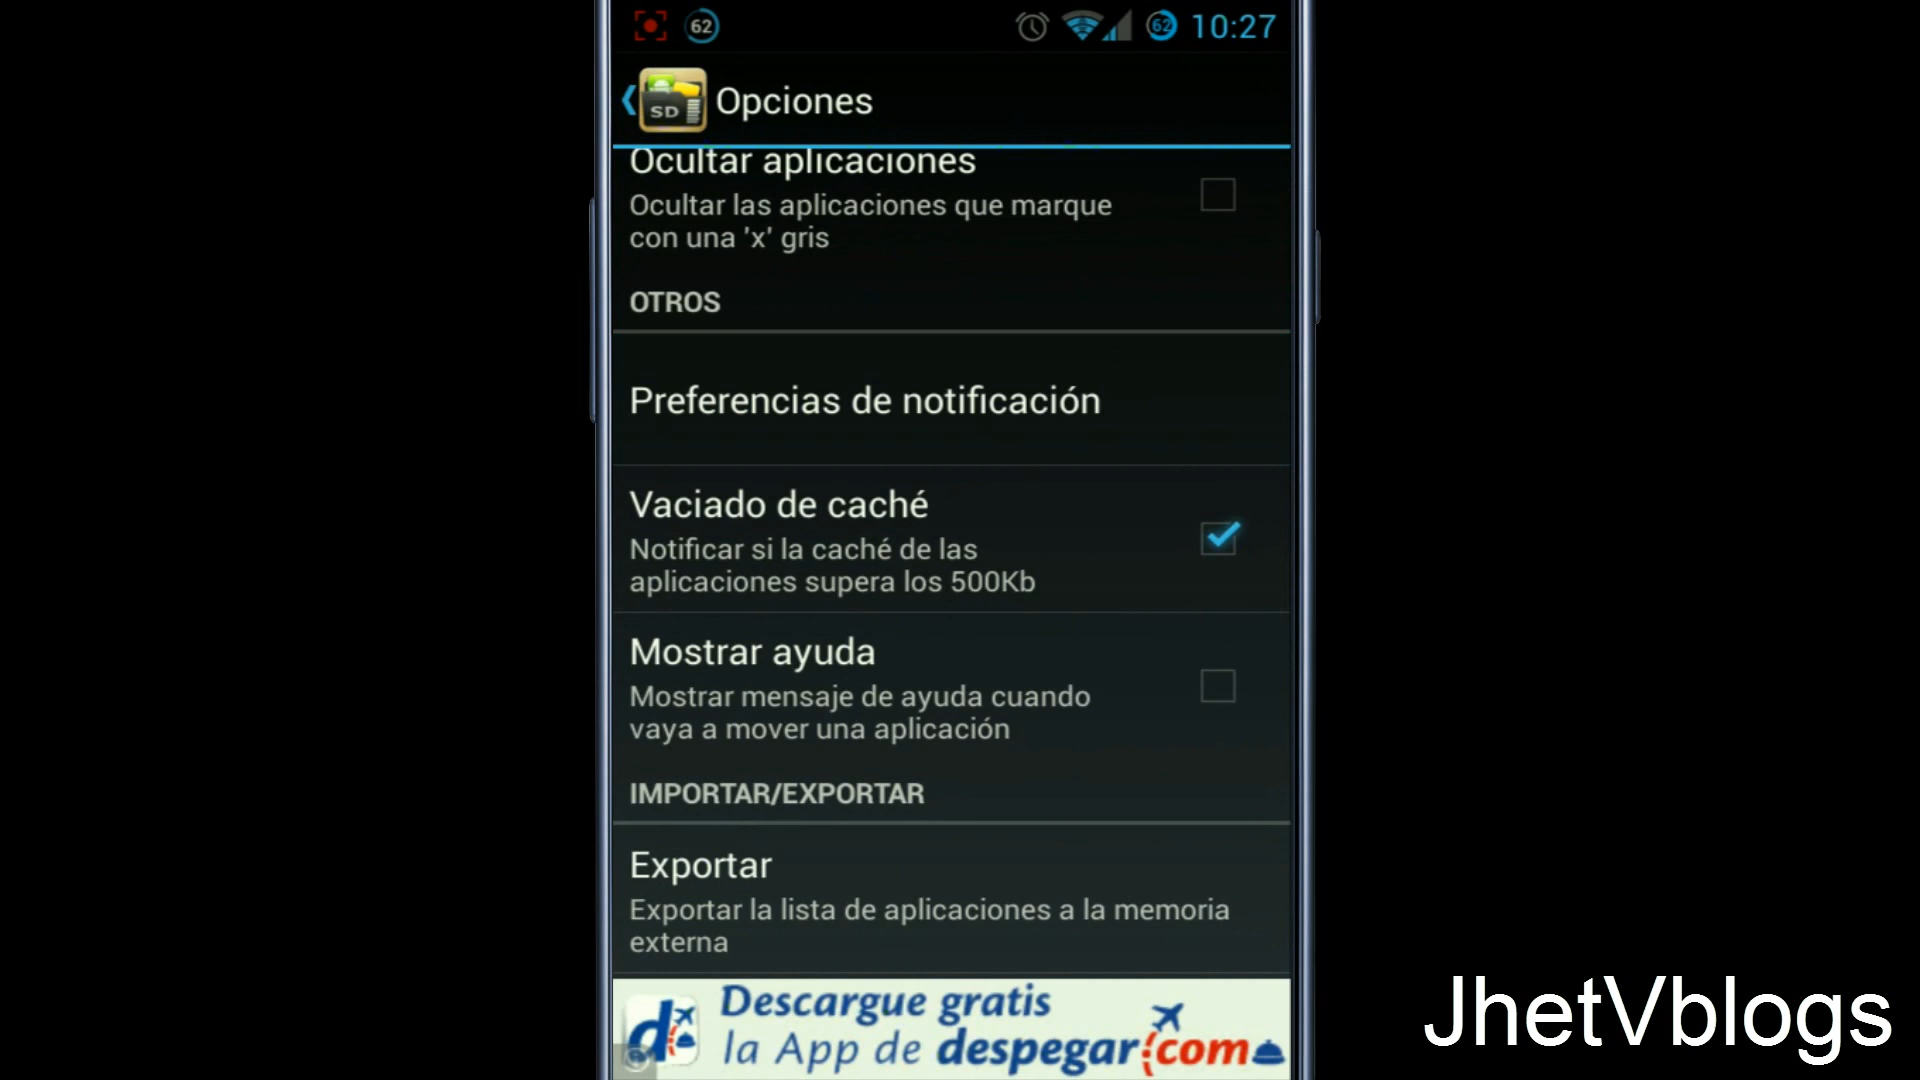 62
62 10:27
SD
Opciones
Ocultar aplicaciones
Ocultar las aplicaciones que marque
con una 'x' gris
OTROS
Preferencias de notificación
Vaciado de caché
Notificar si la caché de las
aplicaciones supera los 500Kb
Mostrar ayuda
Mostrar mensaje de ayuda cuando
vaya a mover una aplicación
IMPORTAR/EXPORTAR
Exportar
Exportar la lista de aplicaciones a la memoria
externa
d
Descargue gratis
la App de despegar.com
JhetVblogs